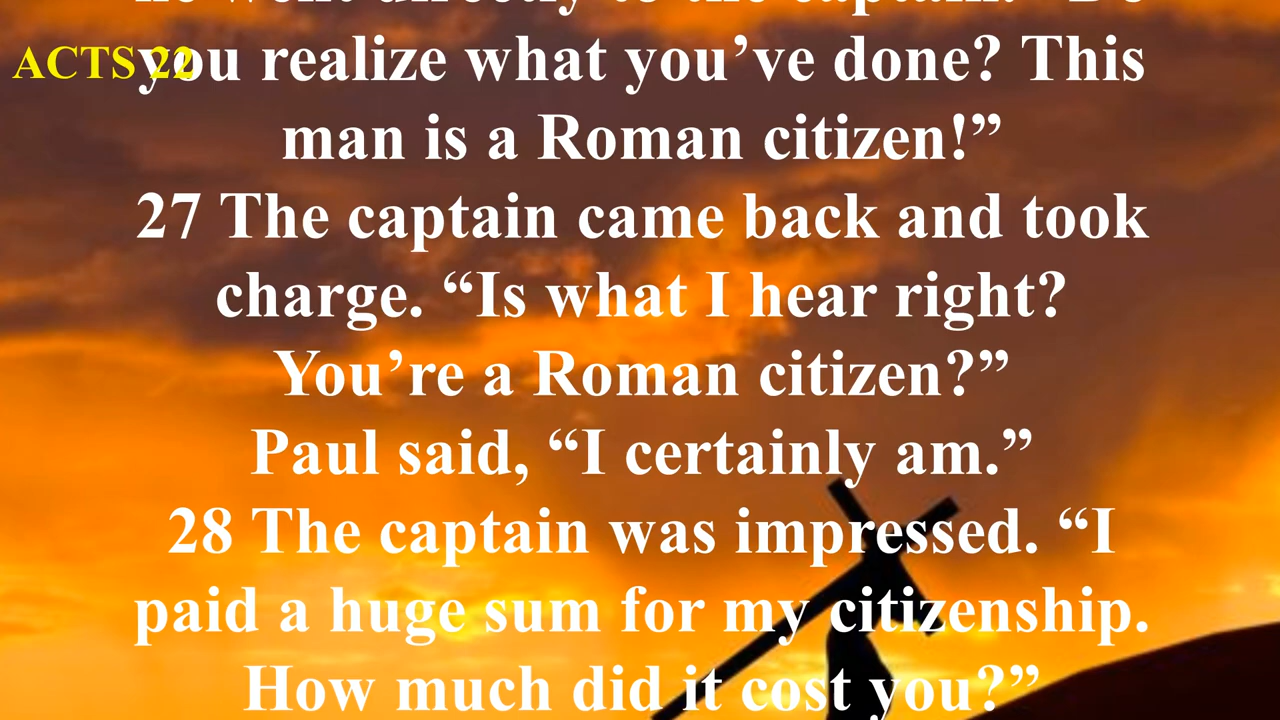 he went directly to the captain. “Do
ACTS 22
you realize what you’ve done? This
man is a Roman citizen!”
27 The captain came back and took
charge. “Is what I hear right?
You’re a Roman citizen?”
Paul said, “I certainly am.”
28 The captain was impressed. “I
paid a huge sum for my citizenship.
How much did it cost you?”